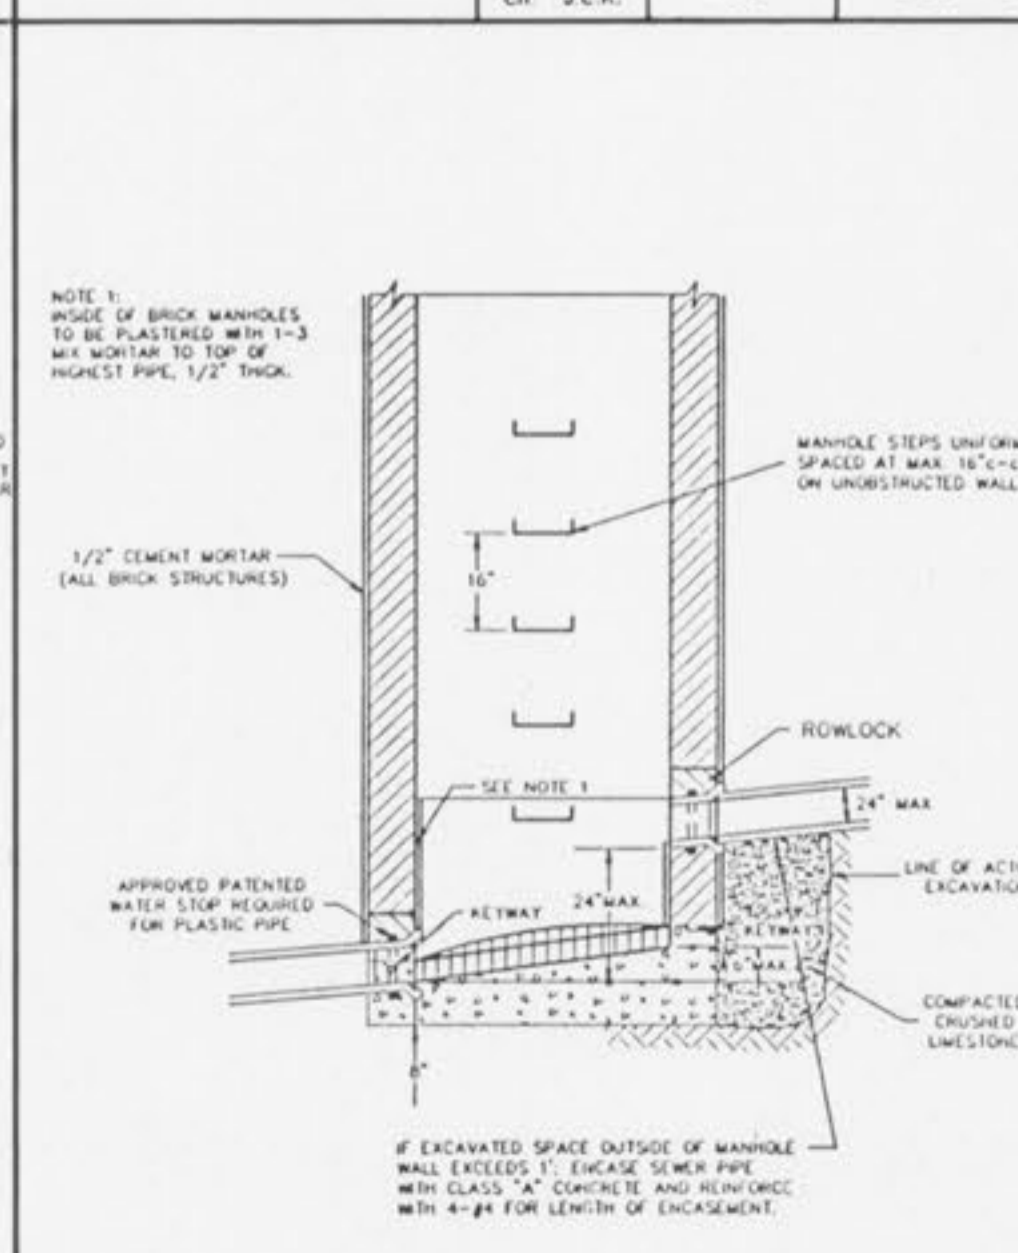 NOTE 1:
INSIDE OF BRICK MANHOLES
TO BE PLASTERED WITH 1-3
MIX MORTAR TO TOP OF
HIGHEST PIPE, 1/2" THICK.
MANHOLE STEPS UNIFORM
SPACED AT MAX. 16"c-c
ON UNOBSTRUCTED WALL
1/2" CEMENT MORTAR
(ALL BRICK STRUCTURES)
16"
ROWLOCK
SEE NOTE 1
24" MAX
LINE OF ACT
EXCAVATIO
APPROVED PATENTED
WATER STOP REQUIRED
FOR PLASTIC PIPE
KEYWAY
24" MAX.
KEYWAY
6" MAX.
COMPACTED
CRUSHED
LIMESTONE
8"
IF EXCAVATED SPACE OUTSIDE OF MANHOLE
WALL EXCEEDS 1'; ENCASE SEWER PIPE
WITH CLASS "A" CONCRETE AND REINFORCE
WITH 4-#4 FOR LENGTH OF ENCASEMENT.